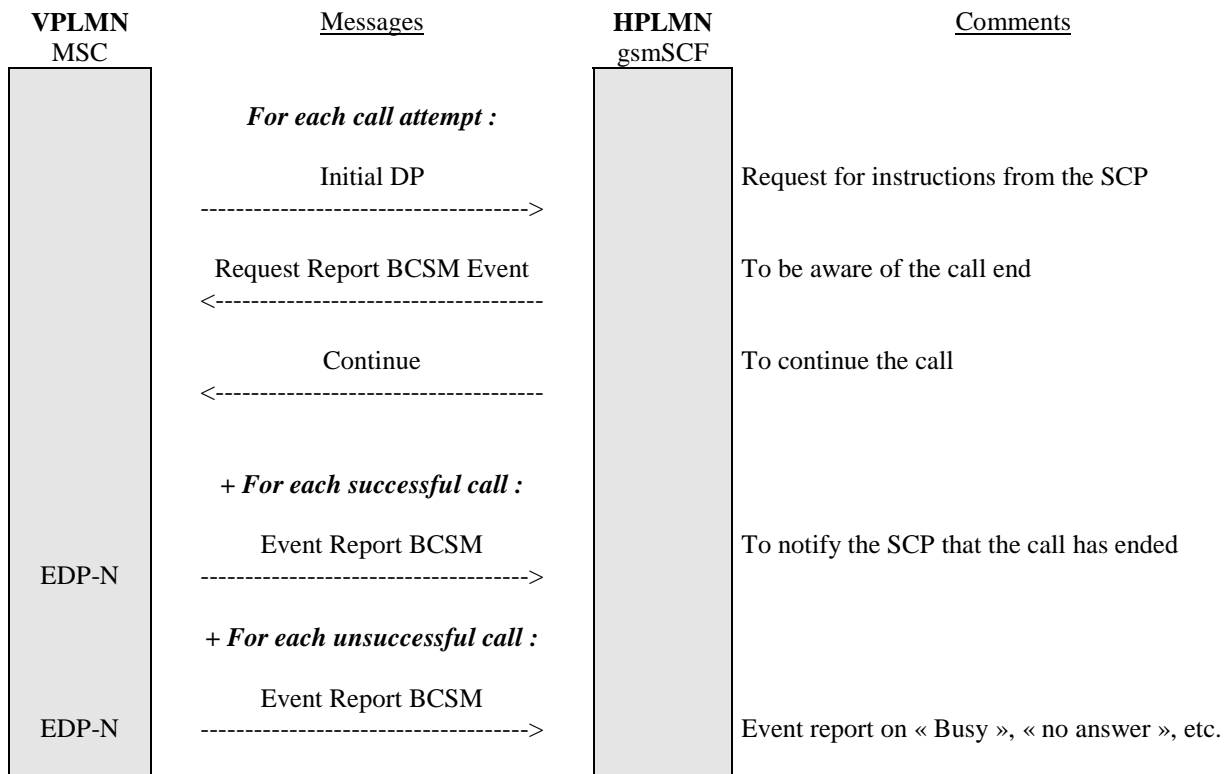 VPLMN Messages HPLMN Comments
MSC gsmSCF
For each call attempt :
Initial DP Request for instructions from the SCP
------------------------------------->
Request Report BCSM Event To be aware of the call end
<-------------------------------------
Continue To continue the call
<-------------------------------------
+ For each successful call :
Event Report BCSM To notify the SCP that the call has ended
EDP-N ------------------------------------->
+ For each unsuccessful call :
Event Report BCSM
EDP-N -------------------------------------> Event report on « Busy », « no answer », etc.